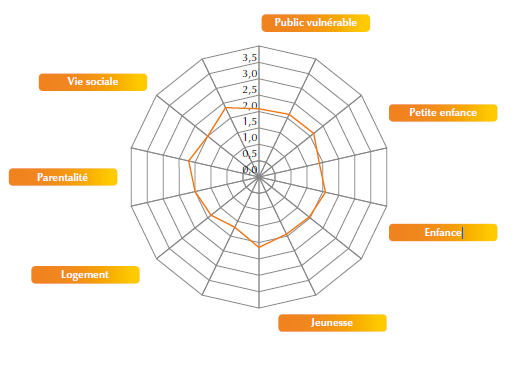 Public vulnérable
3,5
3,0
Vie sociale
2,5
2,0
Petite enfance
1,5
1,0
0,5
0,0
Parentalité
Enfance
Logement
Jeunesse